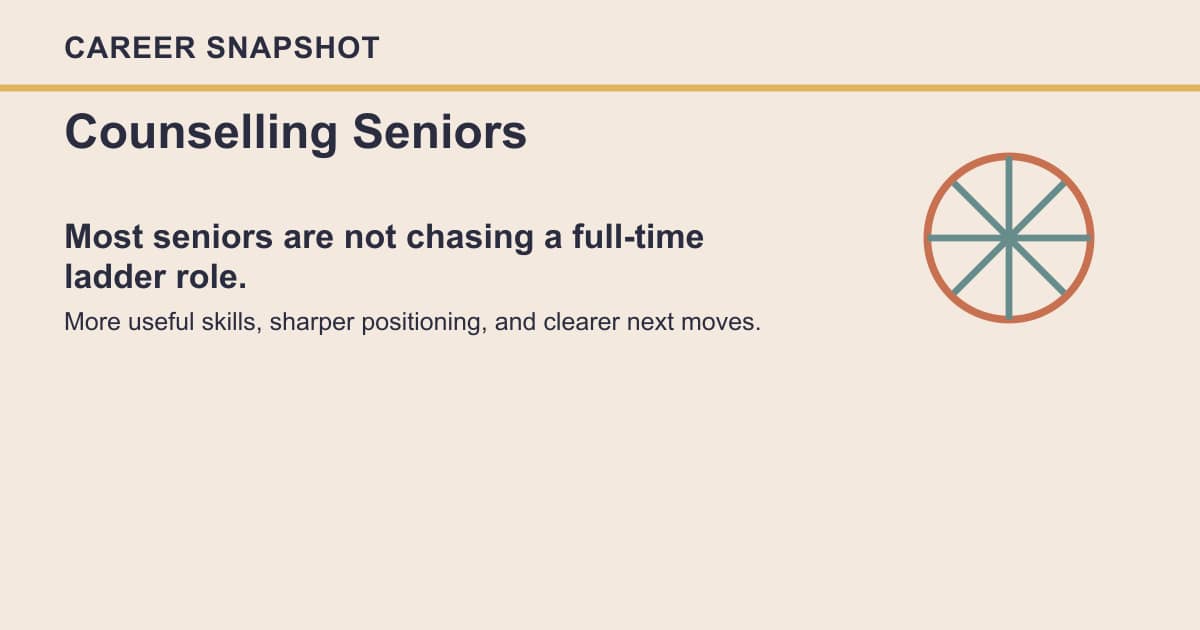 CAREER SNAPSHOT
Counselling Seniors
Most seniors are not chasing a full-time
ladder role.
More useful skills, sharper positioning, and clearer next moves.